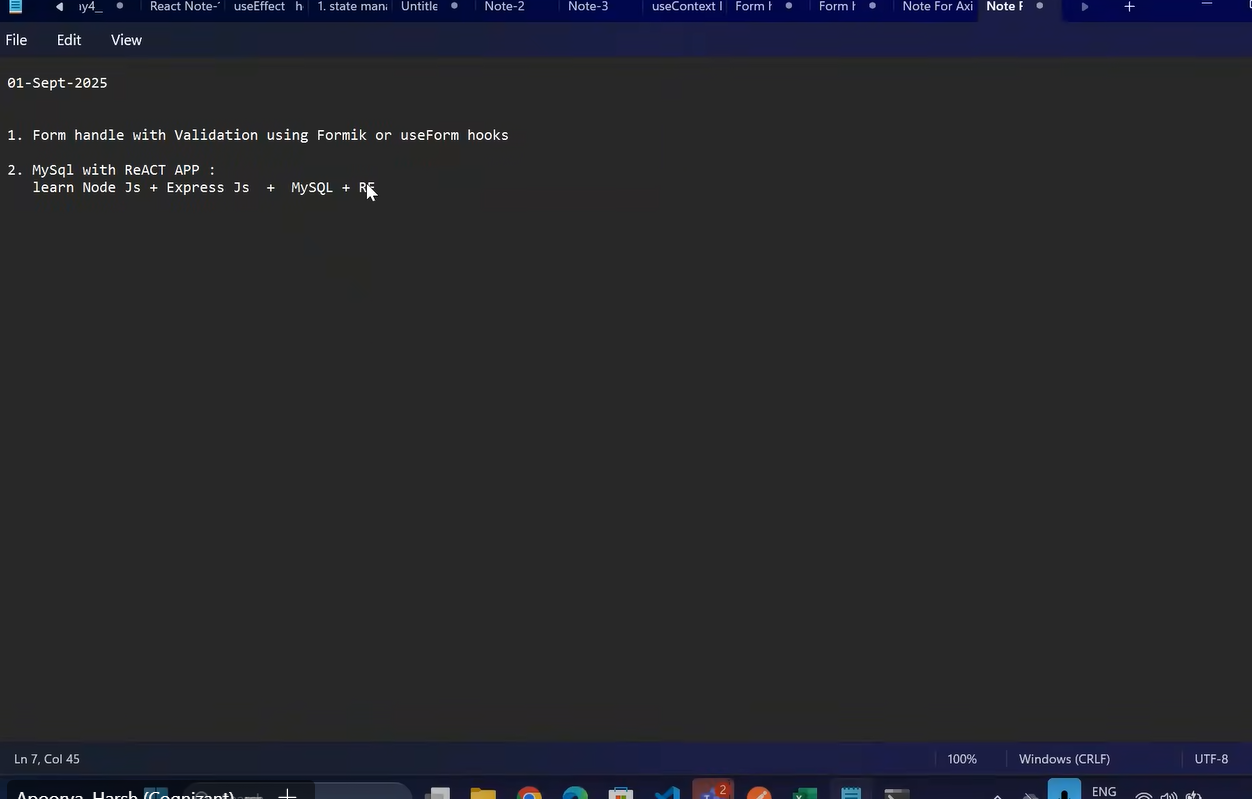 React Note-
useEffect h
1. state man
Untitle
Note-2
Note-3
useContext
Form
Form
Note For Axi
Note F
File Edit View
01-Sept-2025
1. Form handle with Validation using Formik or useForm hooks
2. MySql with ReACT APP :
learn Node Js + Express Js + MySQL + RE
Ln 7, Col 45
100%
Windows (CRLF)
UTF-8
Apoorva, Harsh (Cognizant)
2
ENG